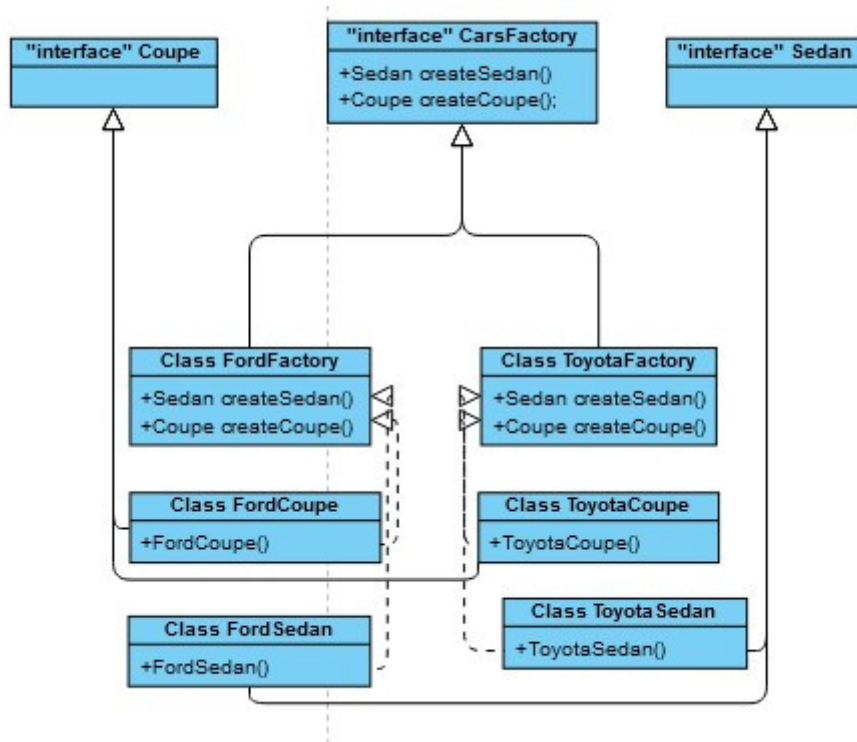 "interface" Coupe
"interface" CarsFactory
+Sedan createSedan()
+Coupe createCoupe();
"interface" Sedan
Class FordFactory
+Sedan createSedan()
+Coupe createCoupe()
Class ToyotaFactory
+Sedan createSedan()
+Coupe createCoupe()
Class FordCoupe
+FordCoupe()
Class ToyotaCoupe
+ToyotaCoupe()
Class FordSedan
+FordSedan()
Class ToyotaSedan
+ToyotaSedan()